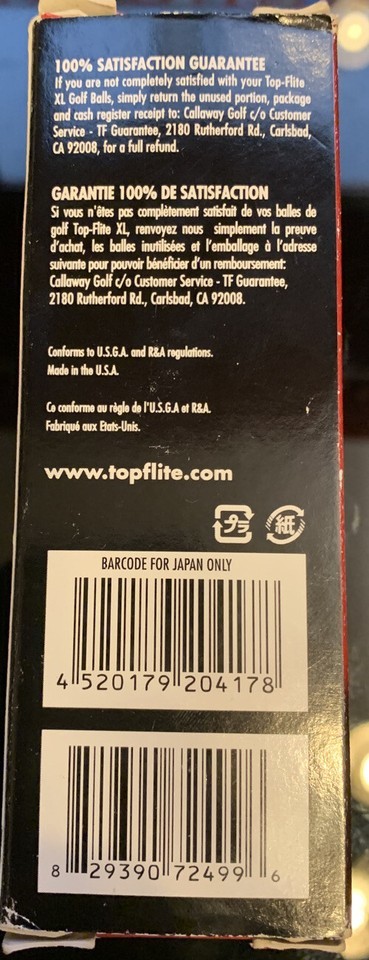 100% SATISFACTION GUARANTEE
If you are not completely satisfied with your Top-Flite
XL Golf Balls, simply return the unused portion, package
and cash register receipt to: Callaway Golf c/o Customer
Service - TF Guarantee, 2180 Rutherford Rd., Carlsbad,
CA 92008, for a full refund.
GARANTIE 100% DE SATISFACTION
Si vous n'êtes pas complètement satisfait de vos balles de
golf Top-Flite XL, renvoyez nous simplement la preuve
d'achat, les balles inutilisées et l'emballage à l'adresse
suivante pour pouvoir bénéficier d'un remboursement:
Callaway Golf c/o Customer Service - TF Guarantee,
2180 Rutherford Rd., Carlsbad, CA 92008.
Conforms to U.S.G.A. and R&A regulations.
Made in the U.S.A.
Ce conforme au règle de l'U.S.G.A et R&A.
Fabriqué aux Etats-Unis.
www.topflite.com
プラ 紙
BARCODE FOR JAPAN ONLY
4 520179 204178
8 29390 72499 6